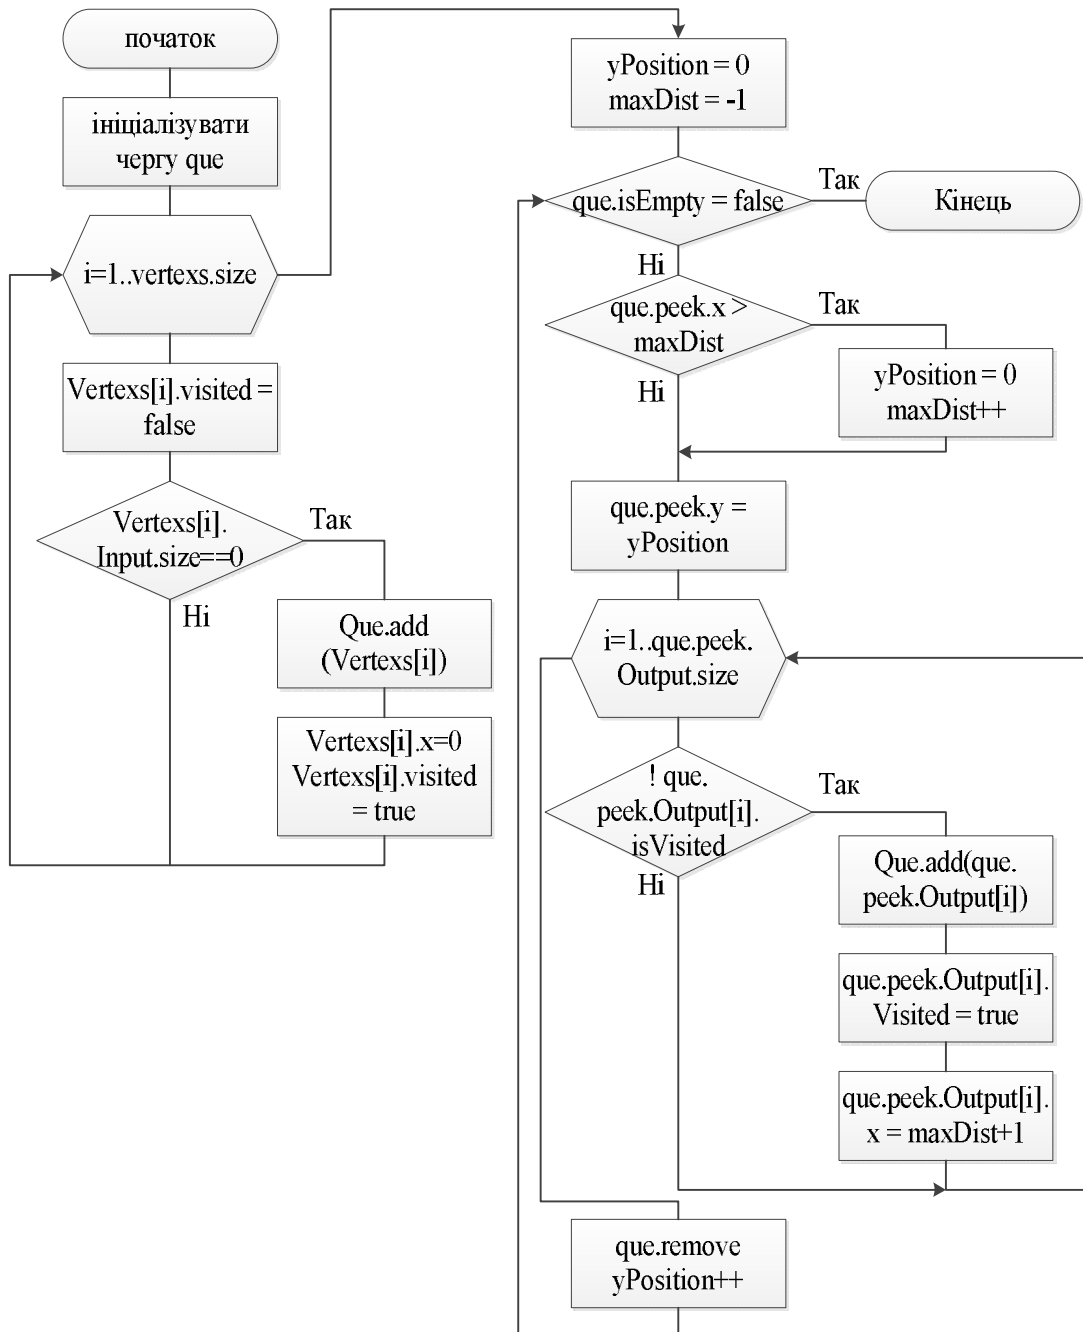 початок
ініціалізувати
чергу que
i=1..vertexs.size
Vertexs[i].visited =
false
Vertexs[i].
Input.size==0
Так
Ні
Que.add
(Vertexs[i])
Vertexs[i].x=0
Vertexs[i].visited
= true
yPosition = 0
maxDist = -1
que.isEmpty = false
Так
Кінець
Ні
que.peek.x >
maxDist
Так
Ні
yPosition = 0
maxDist++
que.peek.y =
yPosition
i=1..que.peek.
Output.size
! que.
peek.Output[i].
isVisited
Так
Ні
Que.add(que.
peek.Output[i])
que.peek.Output[i].
Visited = true
que.peek.Output[i].
x = maxDist+1
que.remove
yPosition++